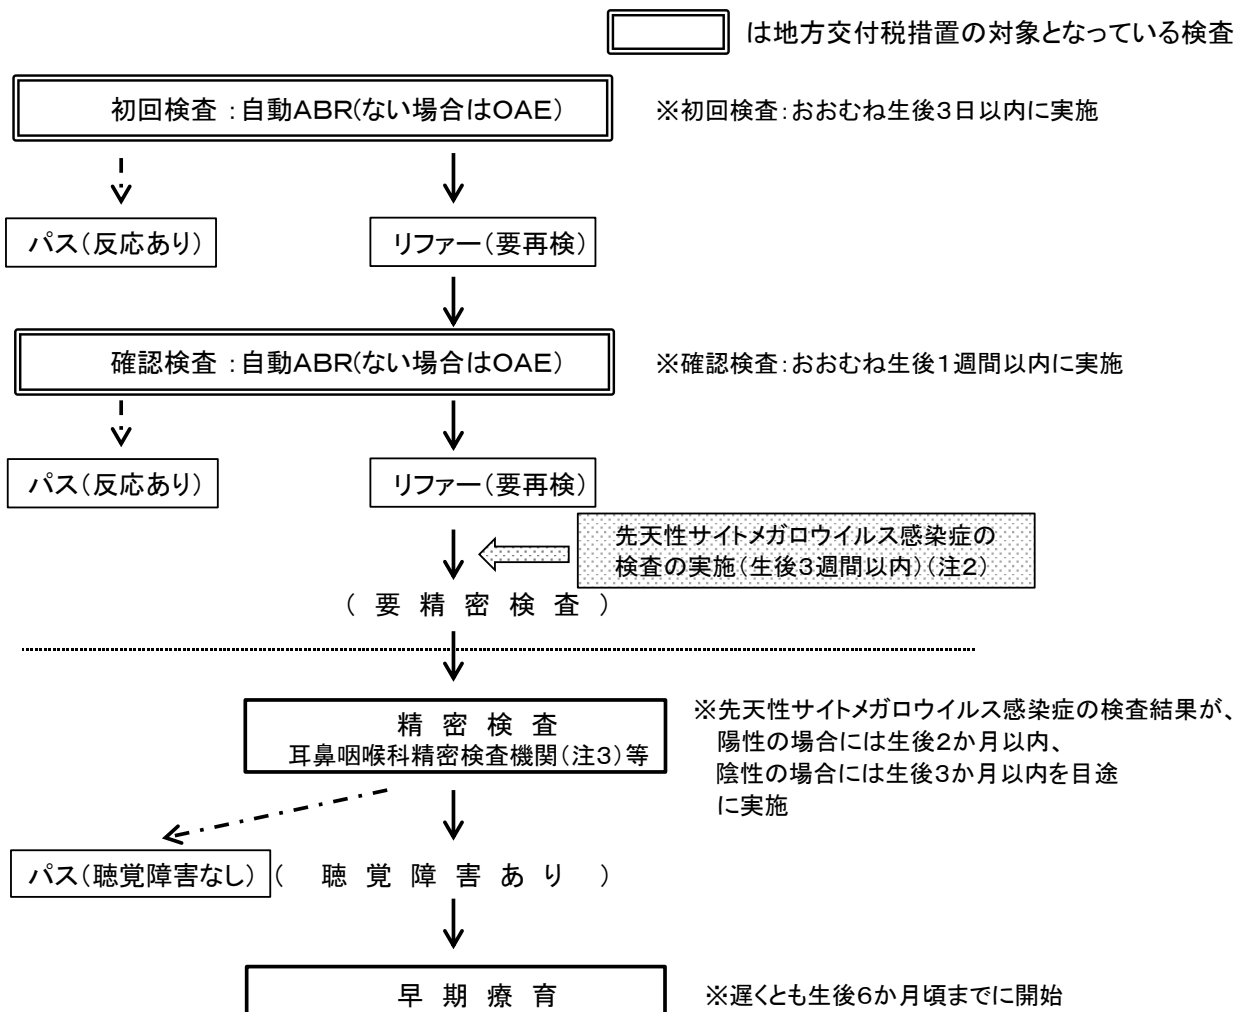 は地方交付税措置の対象となっている検査
初回検査:自動ABR(ない場合はOAE)
※初回検査:おおむね生後3日以内に実施
パス(反応あり)
リファー(要再検)
確認検査:自動ABR(ない場合はOAE)
※確認検査:おおむね生後1週間以内に実施
パス(反応あり)
リファー(要再検)
先天性サイトメガロウイルス感染症の
検査の実施(生後3週間以内)(注2)
(要精密検査)
精密検査
耳鼻咽喉科精密検査機関(注3)等
※先天性サイトメガロウイルス感染症の検査結果が、
陽性の場合には生後2か月以内、
陰性の場合には生後3か月以内を目途
に実施
パス(聴覚障害なし)
(聴覚障害あり)
早期療育
※遅くとも生後6か月頃までに開始